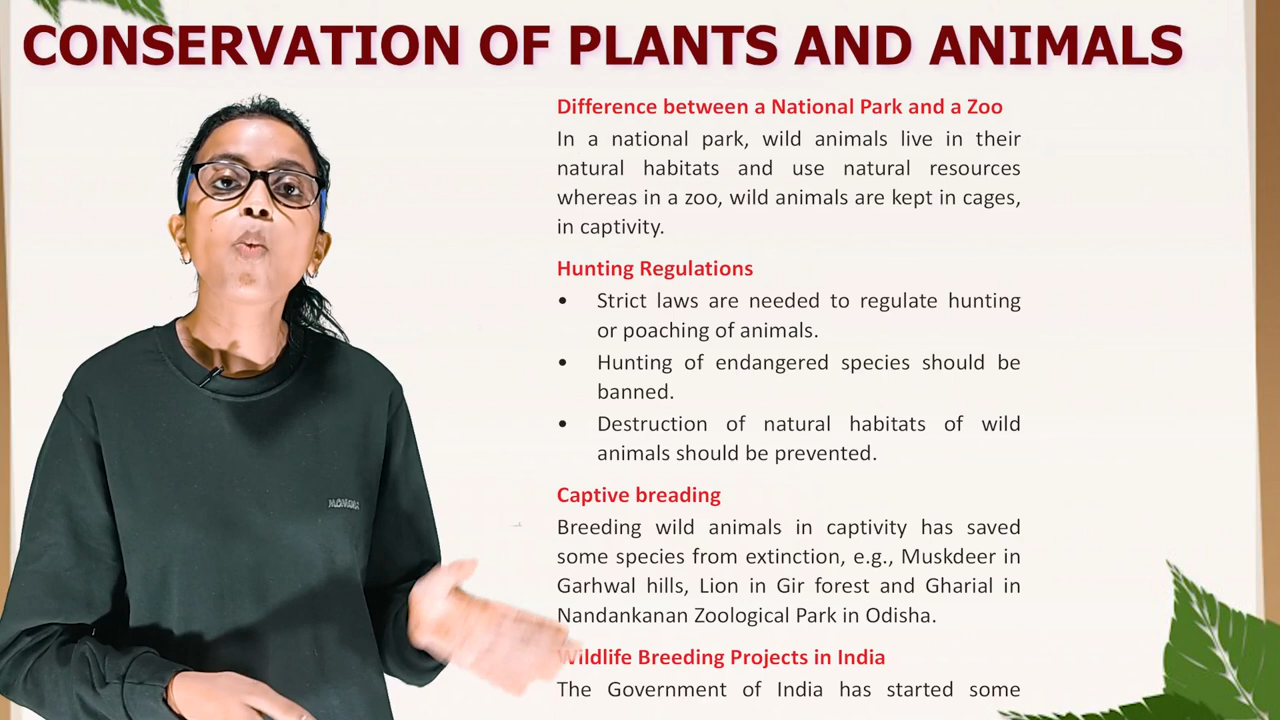 CONSERVATION OF PLANTS AND ANIMALS
Difference between a National Park and a Zoo
In a national park, wild animals live in their
natural habitats and use natural resources
whereas in a zoo, wild animals are kept in cages,
in captivity.
Hunting Regulations
• Strict laws are needed to regulate hunting
or poaching of animals.
• Hunting of endangered species should be
banned.
• Destruction of natural habitats of wild
animals should be prevented.
Captive breading
Breeding wild animals in captivity has saved
some species from extinction, e.g., Muskdeer in
Garhwal hills, Lion in Gir forest and Gharial in
Nandankanan Zoological Park in Odisha.
Wildlife Breeding Projects in India
The Government of India has started some